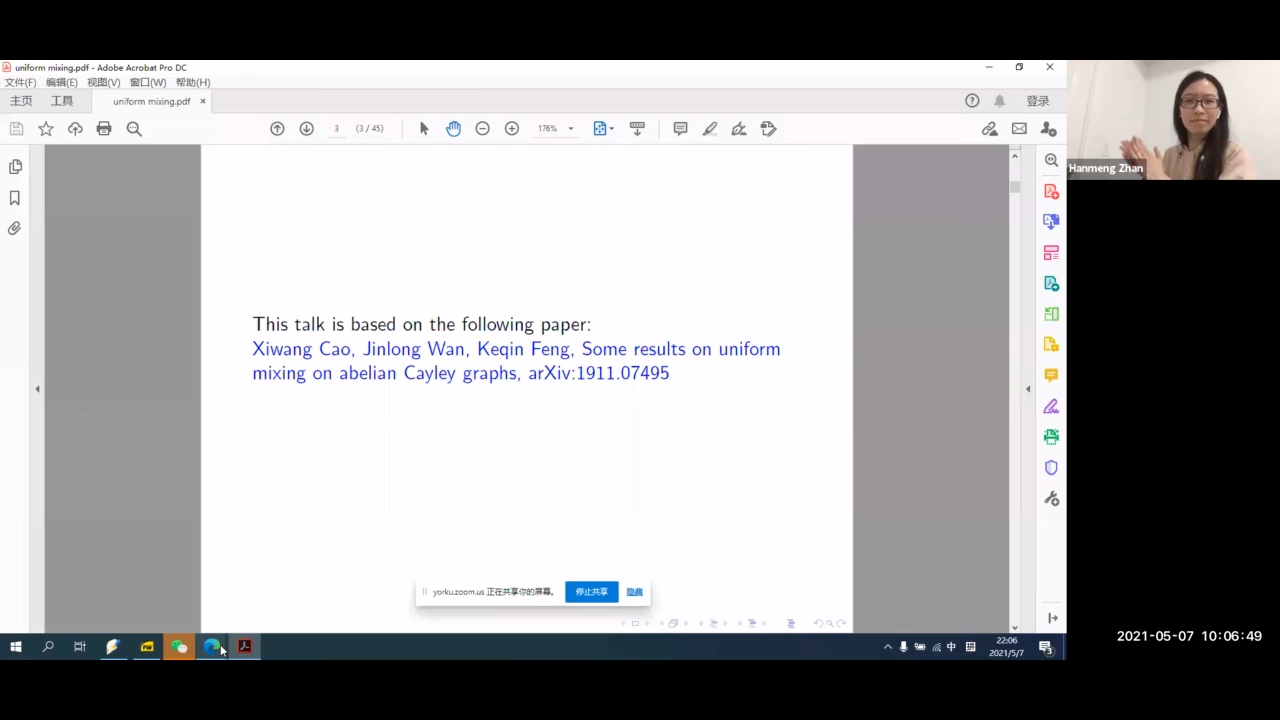 uniform mixing.pdf - Adobe Acrobat Pro DC
文件(F) 编辑(E) 视图(V) 窗口(W) 帮助(H)
主页 工具 uniform mixing.pdf × 登录
3 (3 / 45) 176%
Hanmeng Zhan
This talk is based on the following paper:
Xiwang Cao, Jinlong Wan, Keqin Feng, Some results on uniform
mixing on abelian Cayley graphs, arXiv:1911.07495
yorku.zoom.us 正在共享你的屏幕。 停止共享 隐藏
2021-05-07 10:06:49
中 22:06
2021/5/7
3